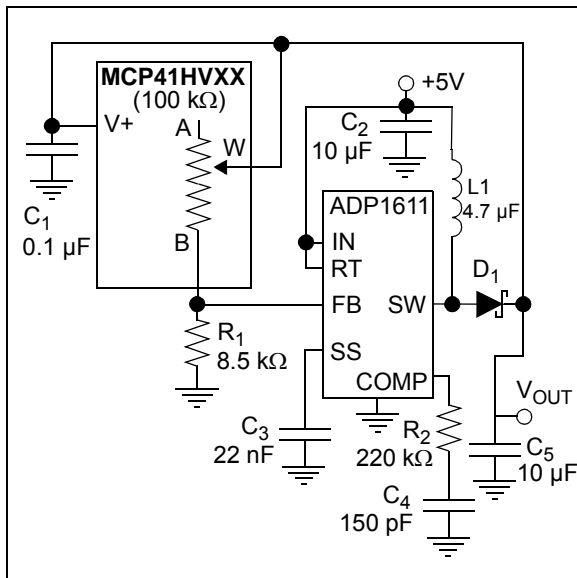 MCP41HVXX
(100 kΩ)
V+
A
W
B
C1
0.1 µF
+5V
C2
10 µF
L1
4.7 µF
ADP1611
IN
RT
D1
FB
SW
R1
8.5 kΩ
SS
COMP
VOUT
C3
22 nF
R2
220 kΩ
C5
10 µF
C4
150 pF